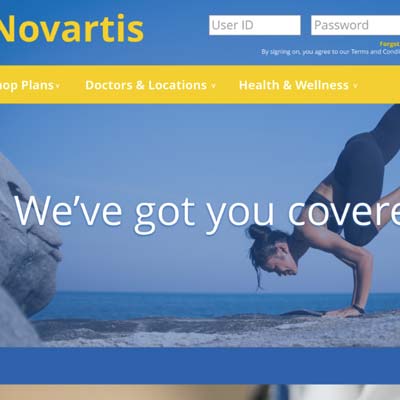 Novartis
User ID
Password
Forgot
By signing on, you agree to our Terms and Condi
hop Plans
Doctors & Locations
Health & Wellness
We've got you covere